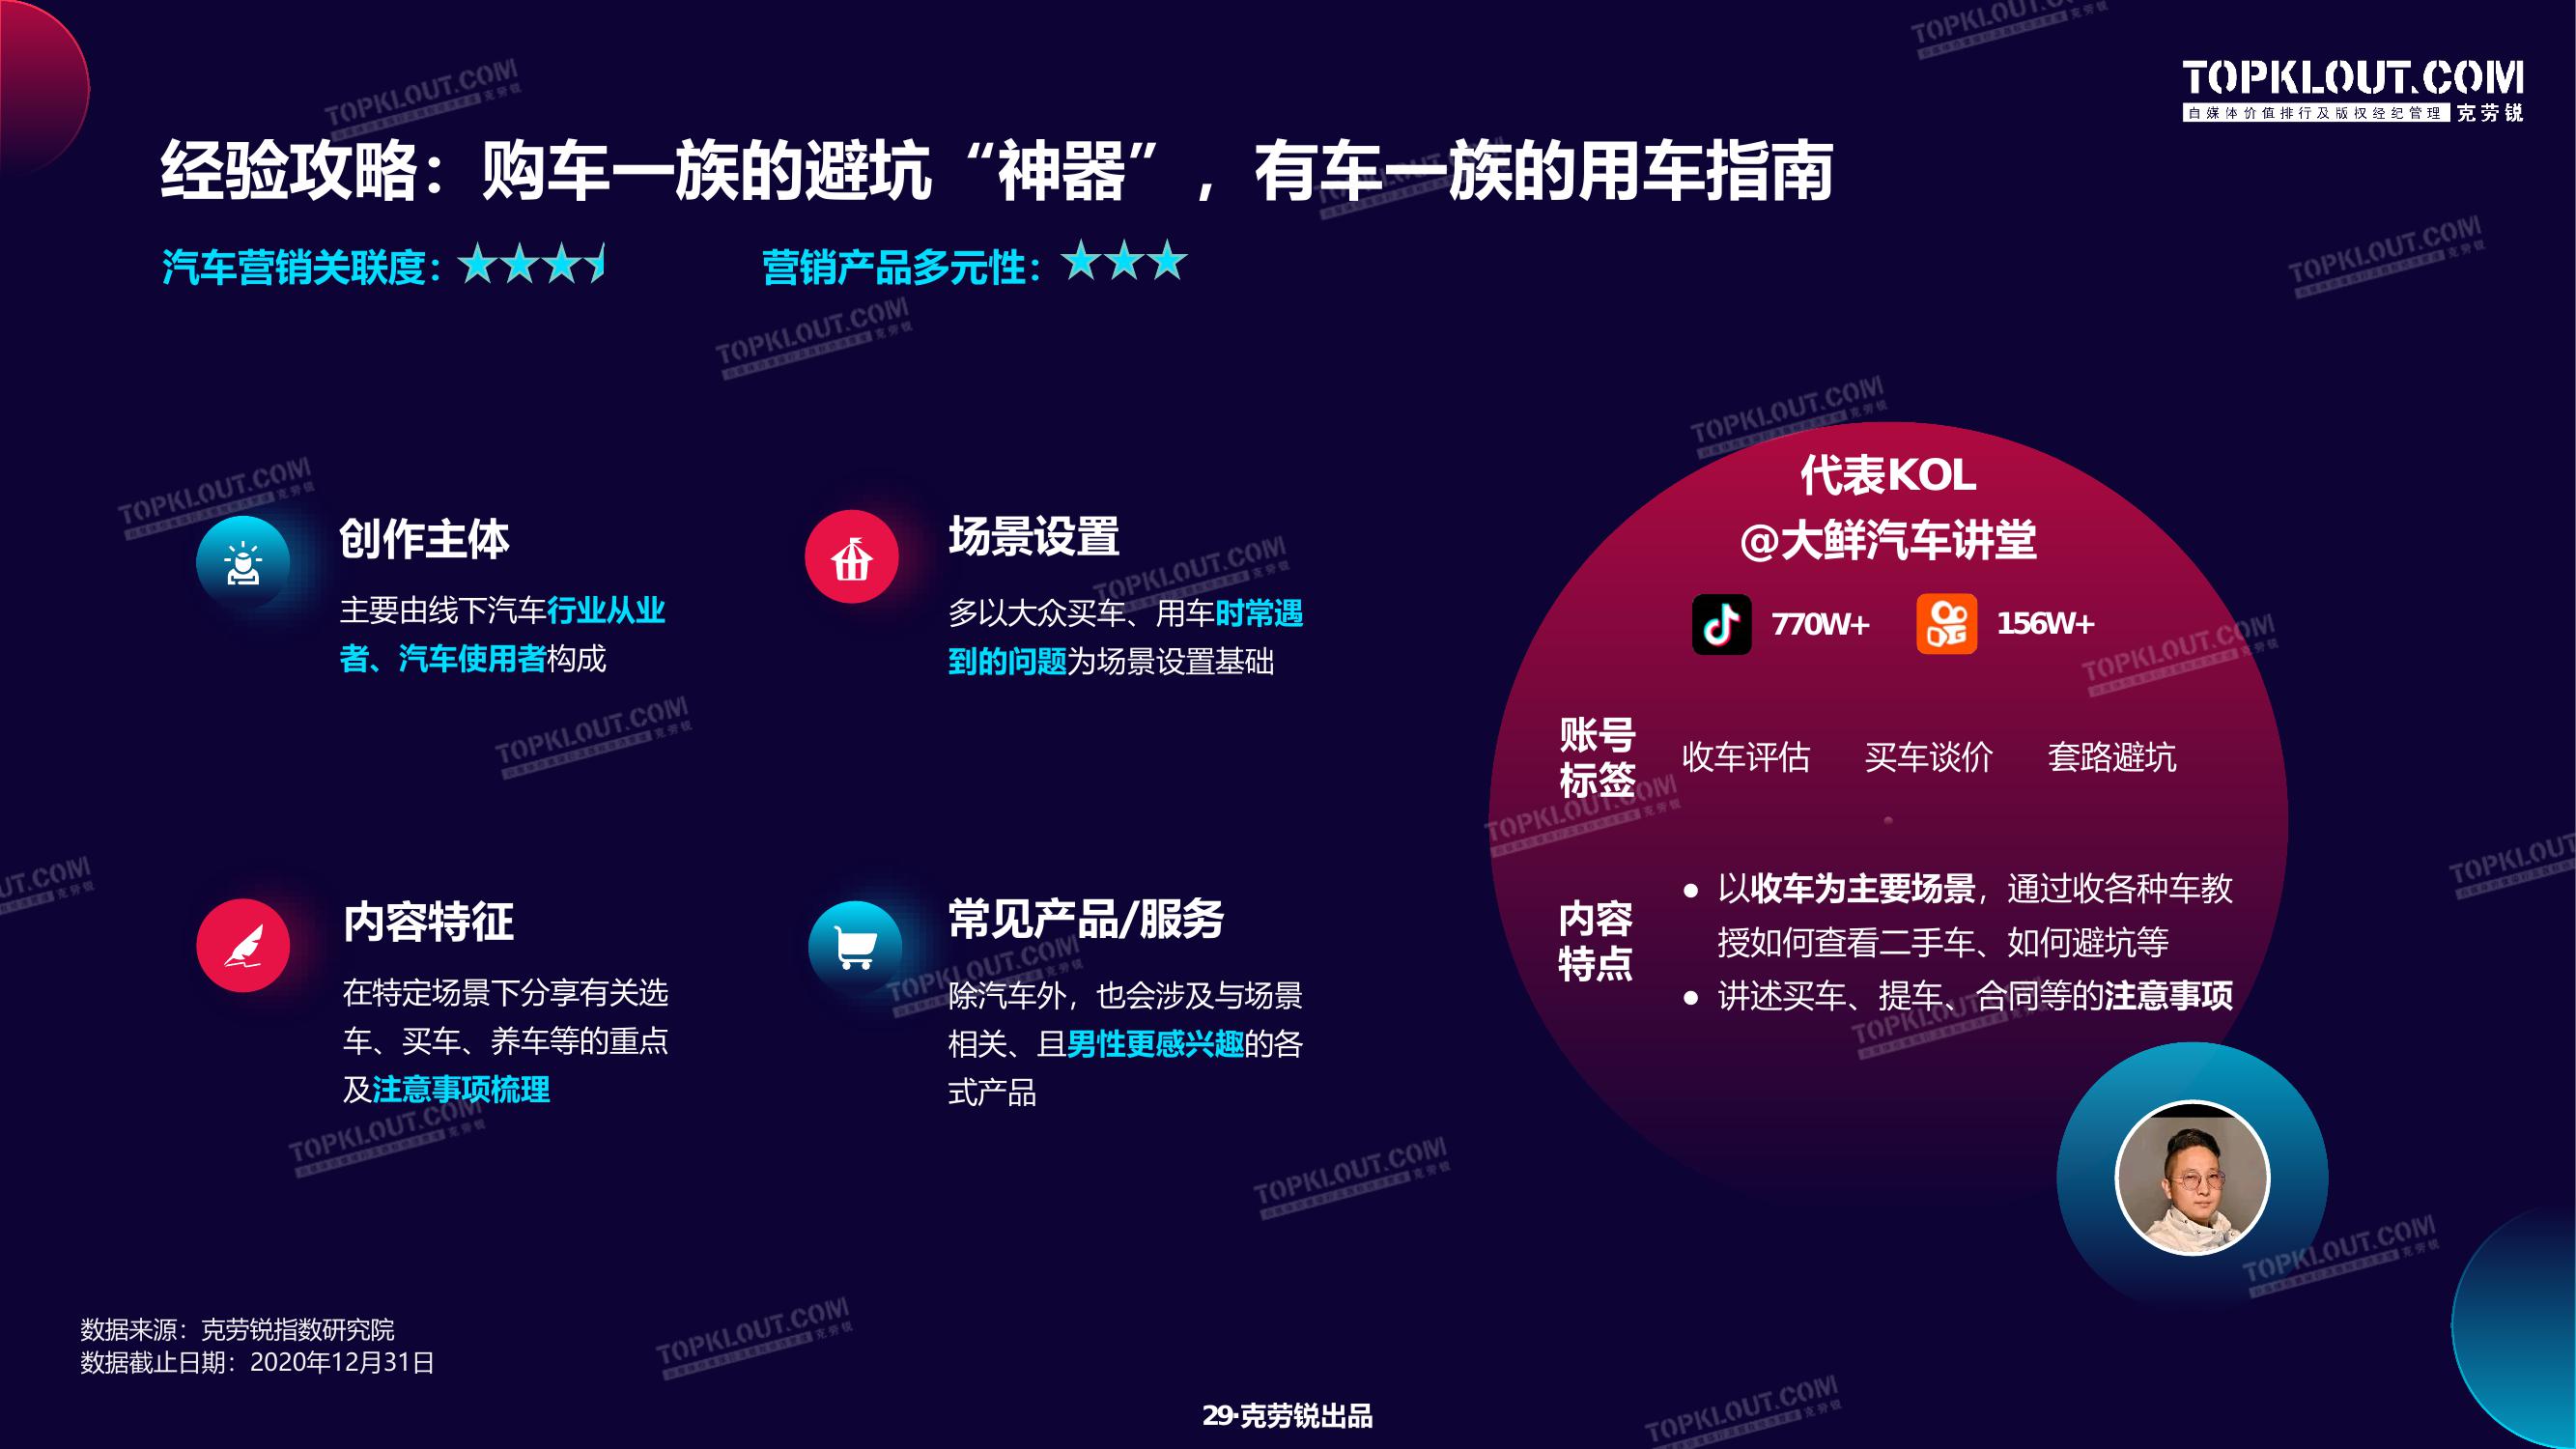 TOPKLOUT.COM
自媒体价值排行及版权经纪管理 克劳锐
经验攻略：购车一族的避坑“神器”，有车一族的用车指南
汽车营销关联度：
营销产品多元性：
创作主体
主要由线下汽车行业从业
者、汽车使用者构成
场景设置
多以大众买车、用车时常遇
到的问题为场景设置基础
内容特征
在特定场景下分享有关选
车、买车、养车等的重点
及注意事项梳理
常见产品/服务
除汽车外，也会涉及与场景
相关、且男性更感兴趣的各
式产品
代表KOL
@大鲜汽车讲堂
770W+ 156W+
账号
标签
收车评估 买车谈价 套路避坑
内容
特点
● 以收车为主要场景，通过收各种车教
授如何查看二手车、如何避坑等
● 讲述买车、提车、合同等的注意事项
数据来源：克劳锐指数研究院
数据截止日期：2020年12月31日
29·克劳锐出品